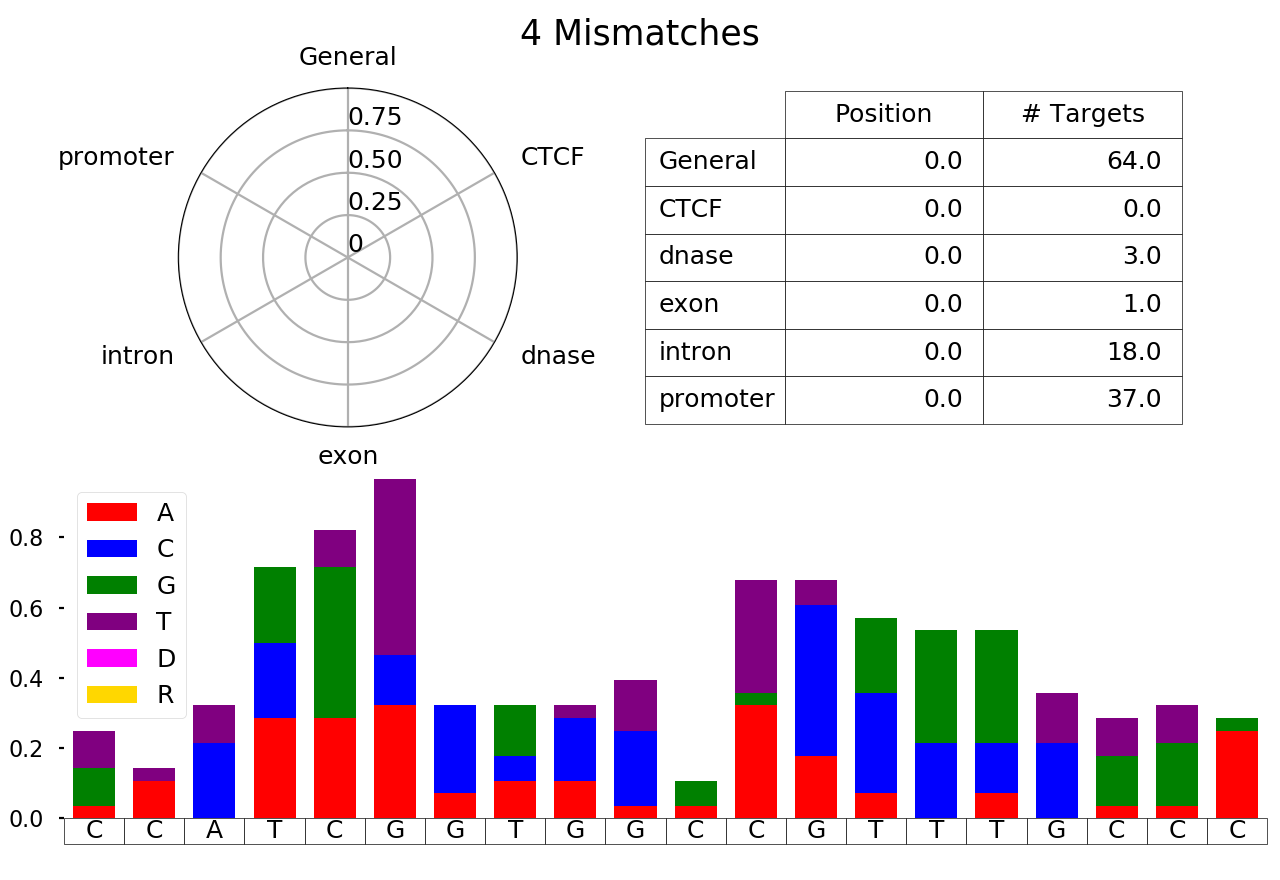 4 Mismatches
General
promoter
CTCF
0.75
0.50
0.25
0
intron
dnase
exon
Position # Targets
General 0.0 64.0
CTCF 0.0 0.0
dnase 0.0 3.0
exon 0.0 1.0
intron 0.0 18.0
promoter 0.0 37.0
A
C
G
T
D
R
0.8
0.6
0.4
0.2
0.0
C C A T C G G T G G C C G T T T G C C C